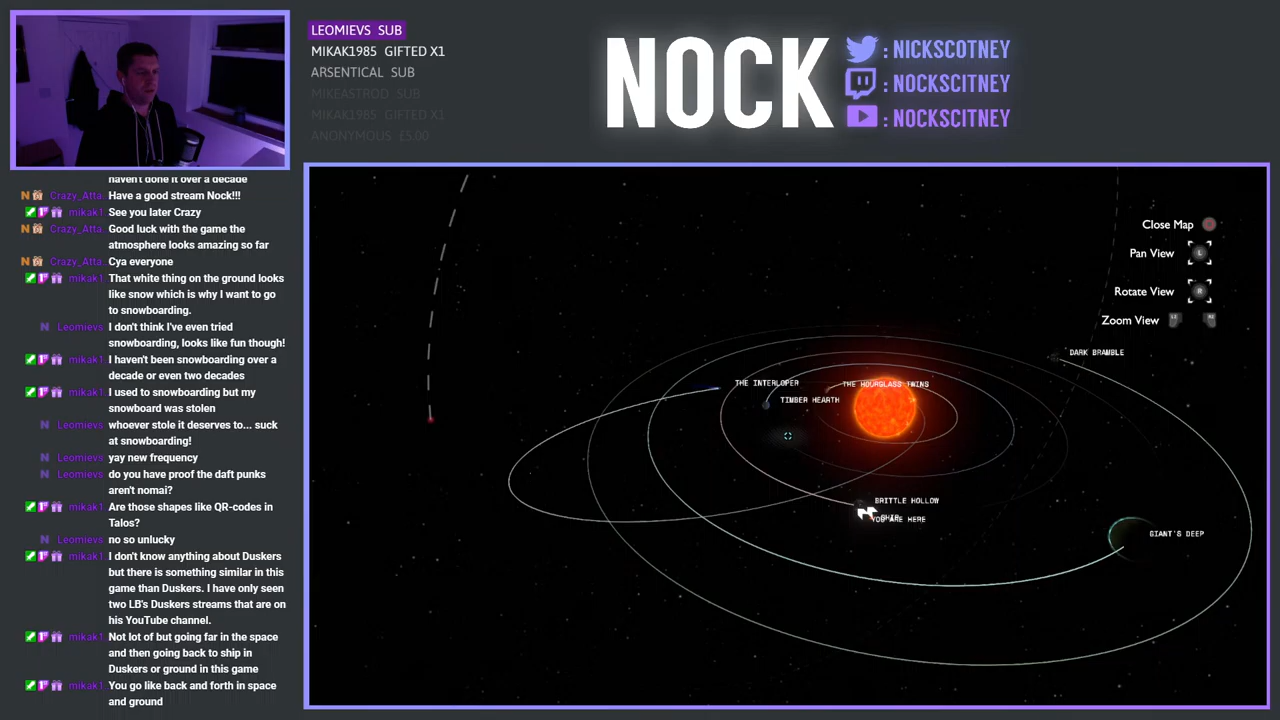 LEOMIEVS SUB
MIKAK1985 GIFTED X1
ARSENTICAL SUB
MIKEASTROD SUB
MIKAK1985 GIFTED X1
ANONYMOUS £5.00
NOCK
: NICKSCOTNEY
: NOCKSCITNEY
: NOCKSCITNEY
haven't done it over a decade
N Crazy_Atta: Have a good stream Nock!!!
mikak1: See you later Crazy
N Crazy_Atta: Good luck with the game the
atmosphere looks amazing so far
N Crazy_Atta: Cya everyone
mikak1: That white thing on the ground looks
like snow which is why I want to go
to snowboarding.
N Leomievs: I don't think I've even tried
snowboarding, looks like fun though!
mikak1: I haven't been snowboarding over a
decade or even two decades
mikak1: I used to snowboarding but my
snowboard was stolen
N Leomievs: whoever stole it deserves to... suck
at snowboarding!
N Leomievs: yay new frequency
N Leomievs: do you have proof the daft punks
aren't nomai?
mikak1: Are those shapes like QR-codes in
Talos?
N Leomievs: no so unlucky
mikak1: I don't know anything about Duskers
but there is something similar in this
game than Duskers. I have only seen
two LB's Duskers streams that are on
his YouTube channel.
mikak1: Not lot of but going far in the space
and then going back to ship in
Duskers or ground in this game
mikak1: You go like back and forth in space
and ground
Close Map
Pan View L
Rotate View R
Zoom View L2 R2
DARK BRAMBLE
THE INTERLOPER
THE HOURGLASS TWINS
TIMBER HEARTH
BRITTLE HOLLOW
SHIP
YOU ARE HERE
GIANT'S DEEP